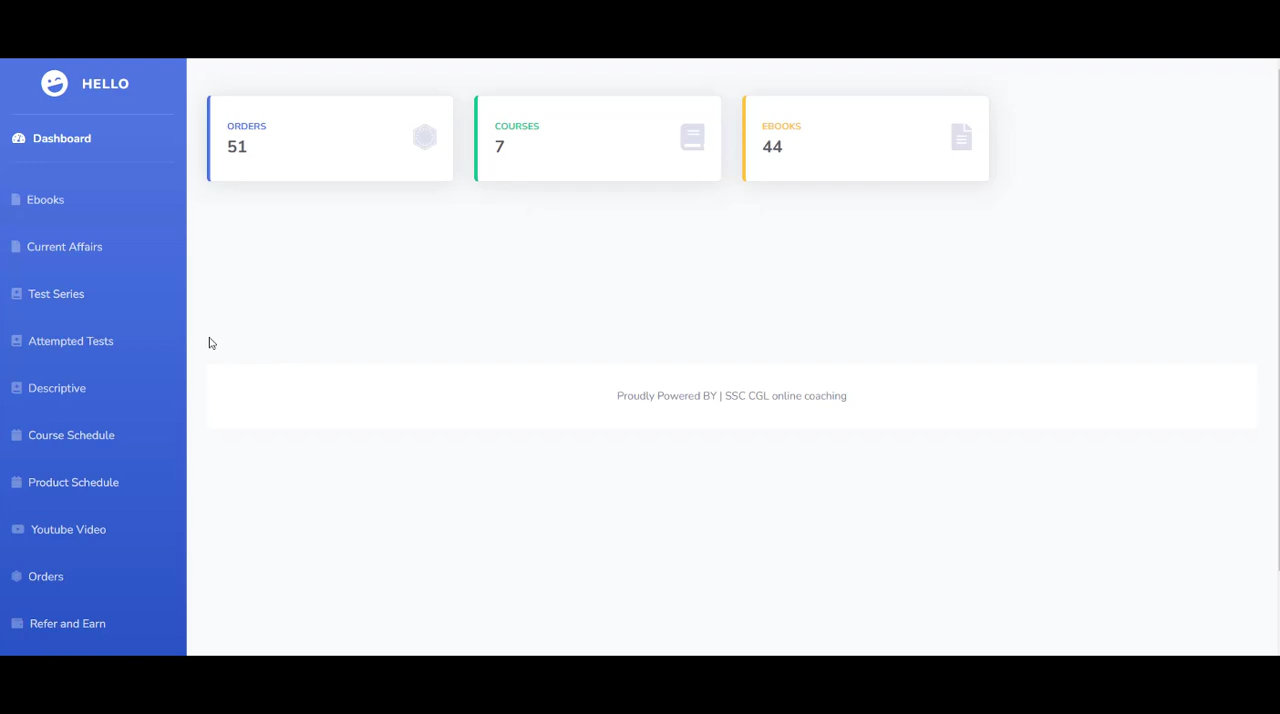 HELLO
Dashboard
Ebooks
Current Affairs
Test Series
Attempted Tests
Descriptive
Course Schedule
Product Schedule
Youtube Video
Orders
Refer and Earn
ORDERS
51
COURSES
7
EBOOKS
44
Proudly Powered BY | SSC CGL online coaching